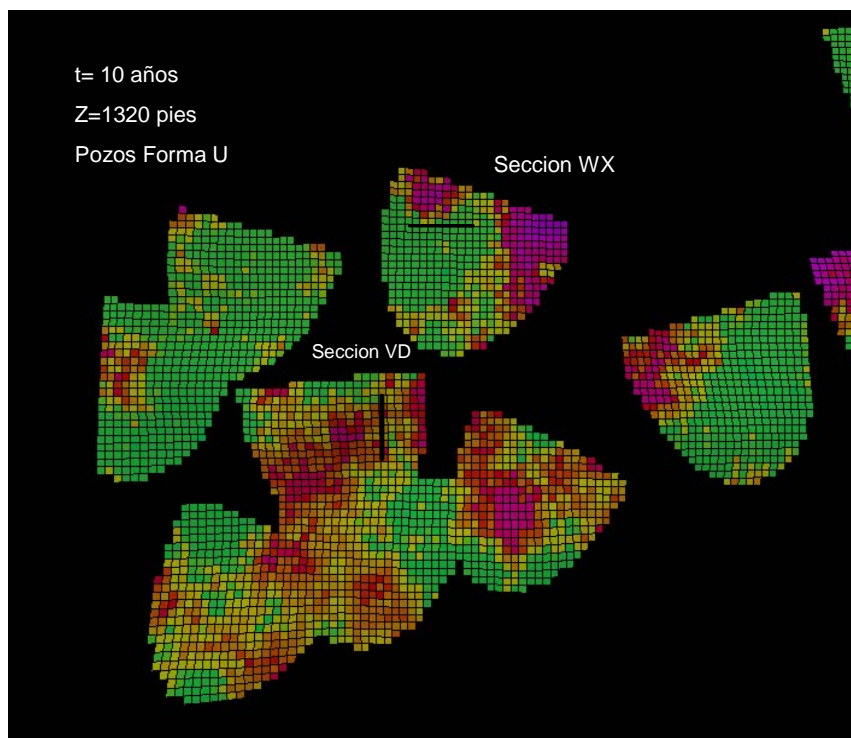 t= 10 años
Z=1320 pies
Pozos Forma U
Seccion WX
Seccion VD